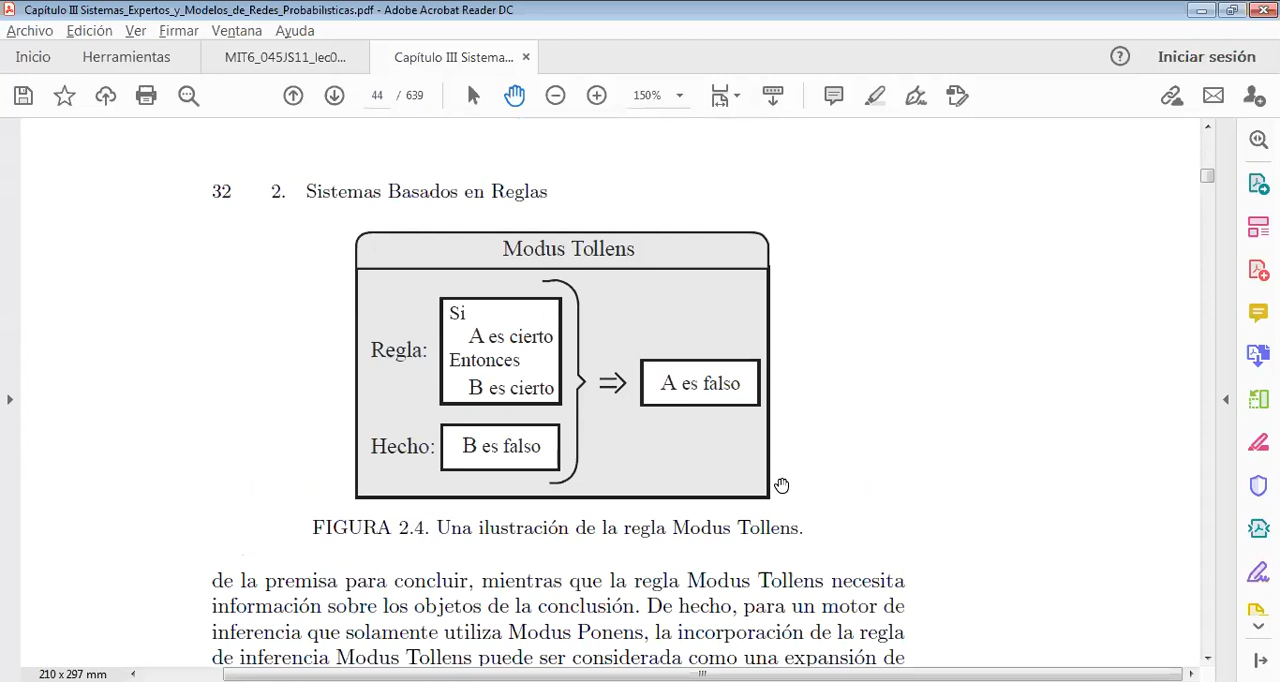 Capítulo III Sistemas_Expertos_y_Modelos_de_Redes_Probabilisticas.pdf - Adobe Acrobat Reader DC
Archivo Edición Ver Firmar Ventana Ayuda
Inicio Herramientas MIT6_045JS11_lec0... Capítulo III Sistema... × Iniciar sesión
44 / 639 150%
32 2. Sistemas Basados en Reglas
Modus Tollens
Si
A es cierto
Regla:
Entonces
B es cierto
A es falso
Hecho: B es falso
FIGURA 2.4. Una ilustración de la regla Modus Tollens.
de la premisa para concluir, mientras que la regla Modus Tollens necesita
información sobre los objetos de la conclusión. De hecho, para un motor de
inferencia que solamente utiliza Modus Ponens, la incorporación de la regla
de inferencia Modus Tollens puede ser considerada como una expansión de
210 x 297 mm